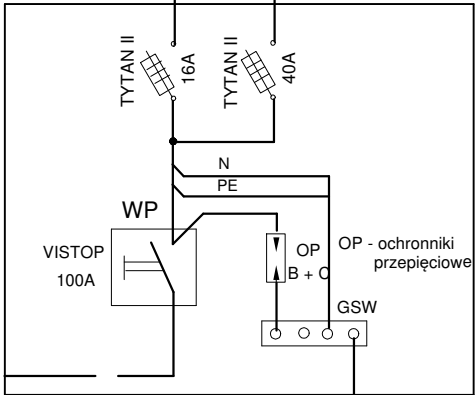 TYTAN II
16A
TYTAN II
40A
N
PE
WP
VISTOP
100A
OP
B + C
OP - ochronniki
przepięciowe
GSW